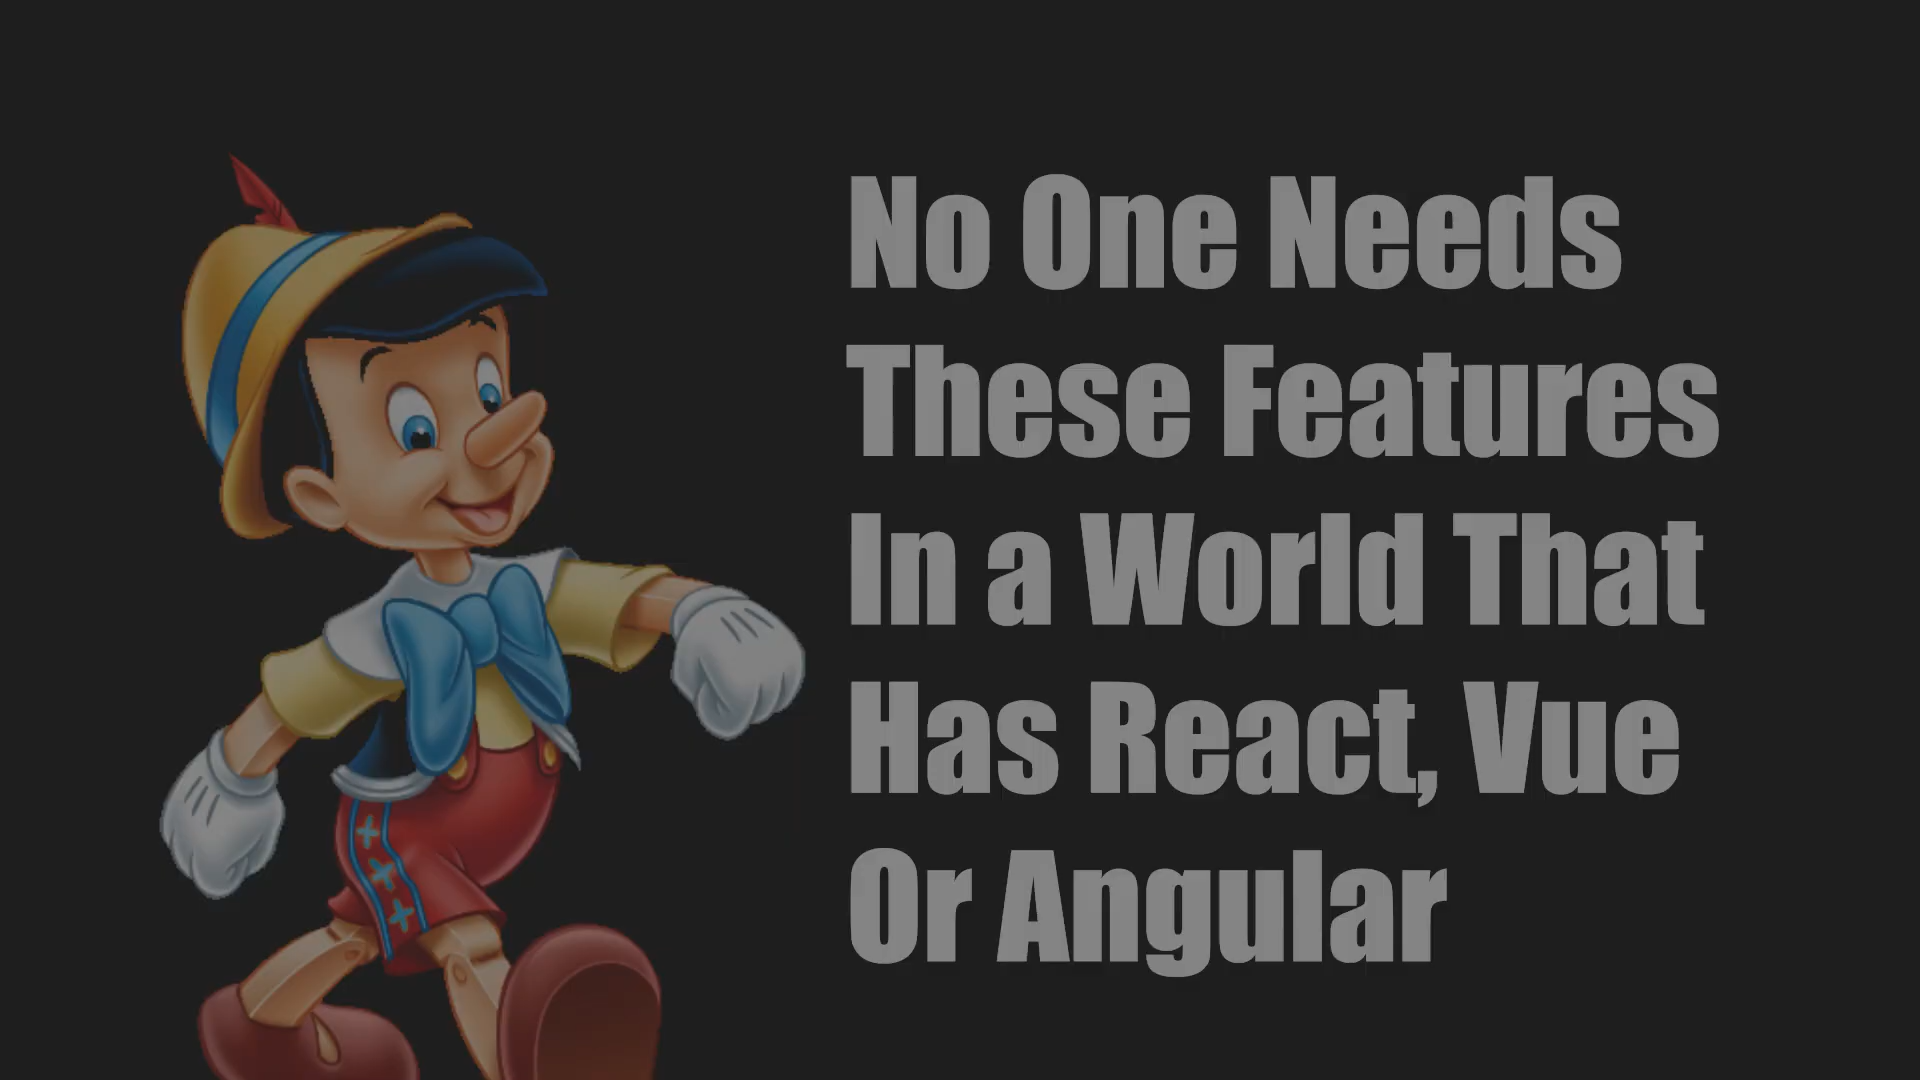 No One Needs
These Features
In a World That
Has React, Vue
Or Angular